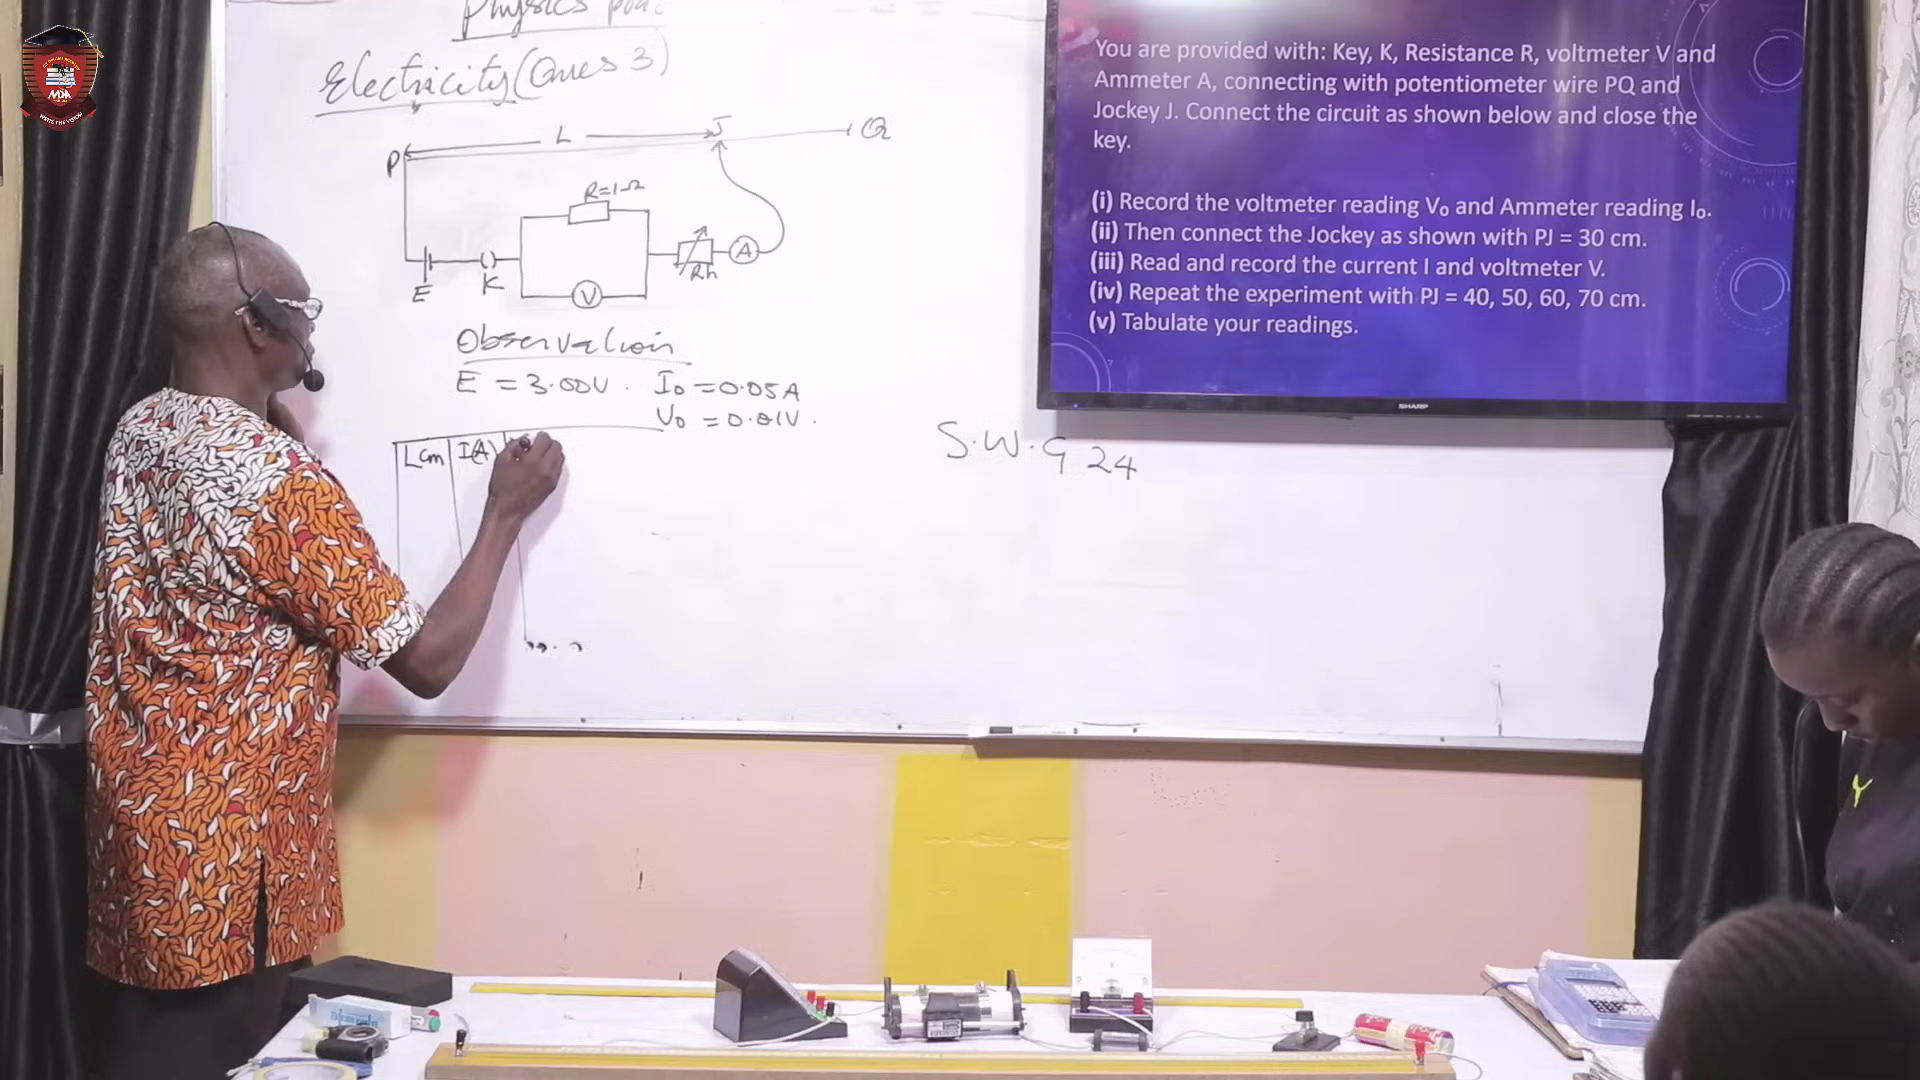 Physics
Electricity (Ques 3)
L
J
Q
P
R=1Ω
E
K
V
Rh
A
Observation
E = 3.00V. I₀ = 0.05A
V₀ = 0.01V.
Lcm
I(A)
S.W.G 24
You are provided with: Key, K, Resistance R, voltmeter V and
Ammeter A, connecting with potentiometer wire PQ and
Jockey J. Connect the circuit as shown below and close the
key.
(i) Record the voltmeter reading V₀ and Ammeter reading I₀.
(ii) Then connect the Jockey as shown with PJ = 30 cm.
(iii) Read and record the current I and voltmeter V.
(iv) Repeat the experiment with PJ = 40, 50, 60, 70 cm.
(v) Tabulate your readings.
SHARP
MDA